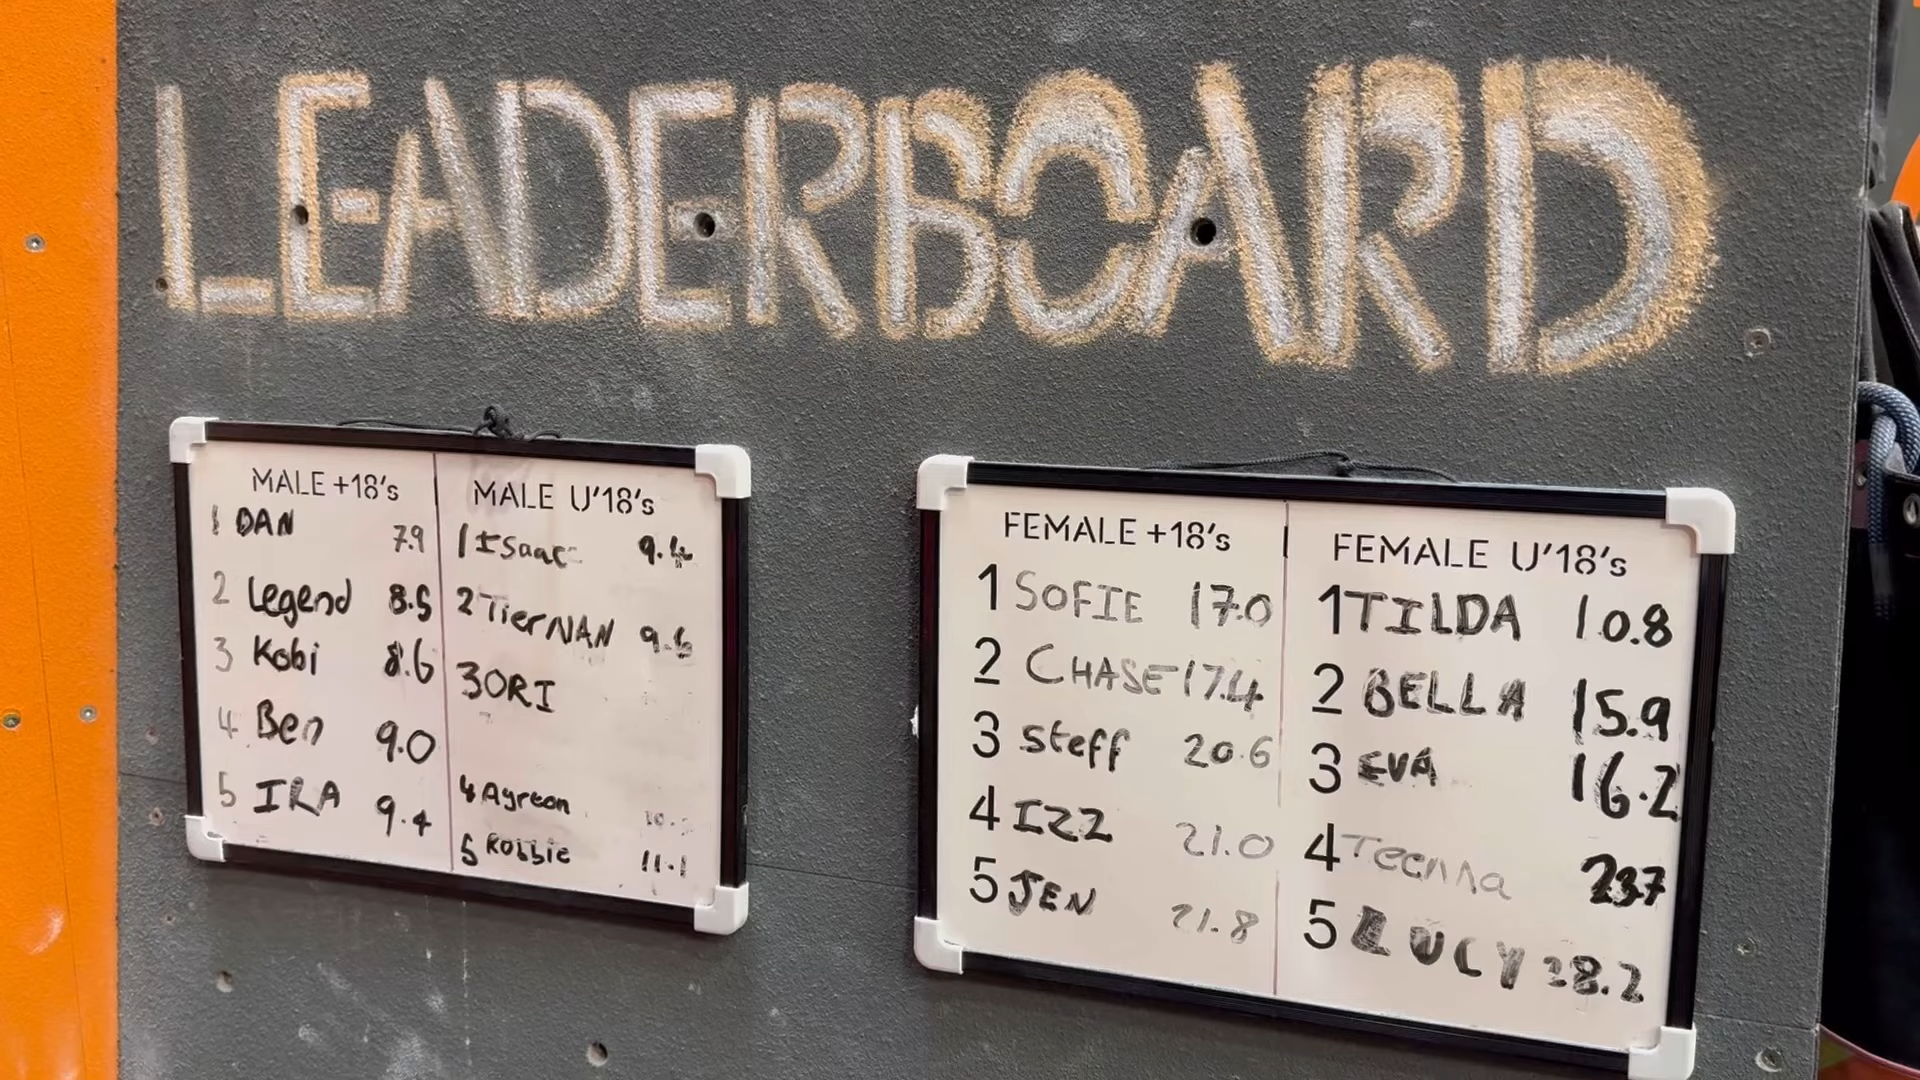 LEADERBOARD
MALE +18's
1 DAN 7.9
2 Legend 8.5
3 Kobi 8.6
4 Ben 9.0
5 IRA 9.4
MALE U'18's
1 Isaac 9.4
2 TierNAN 9.6
3 ORI
4 Ayrton
5 Robbie 11.1
FEMALE +18's
1 SOFIE 17.0
2 CHASE 17.4
3 Steff 20.6
4 IZZ 21.0
5 JEN 21.8
FEMALE U'18's
1 TILDA 10.8
2 BELLA 15.9
3 EVA 16.2
4 Teenna 23.7
5 LUCY 28.2